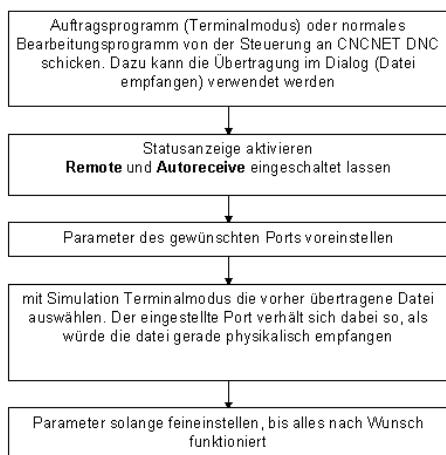 Auftragsprogramm (Terminalmodus) oder normales
Bearbeitungsprogramm von der Steuerung an CNCNET DNC
schicken. Dazu kann die Übertragung im Dialog (Datei
empfangen) verwendet werden
Statusanzeige aktivieren
Remote und Autoreceive eingeschaltet lassen
Parameter des gewünschten Ports voreinstellen
mit Simulation Terminalmodus die vorher übertragene Datei
auswählen. Der eingestellte Port verhält sich dabei so, als
würde die datei gerade physikalisch empfangen
Parameter solange feineinstellen, bis alles nach Wunsch
funktioniert